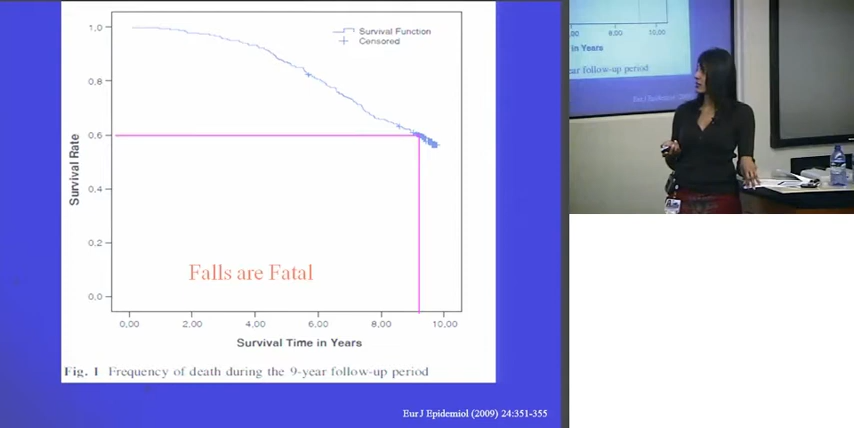 1,0
0,8
0,6
0,4
0,2
0,0
Survival Rate
Survival Function
Censored
Falls are Fatal
0,00 2,00 4,00 6,00 8,00 10,00
Survival Time in Years
Fig. 1 Frequency of death during the 9-year follow-up period
Eur J Epidemiol (2009) 24:351-355
8,00 10,00
in Years
follow-up period